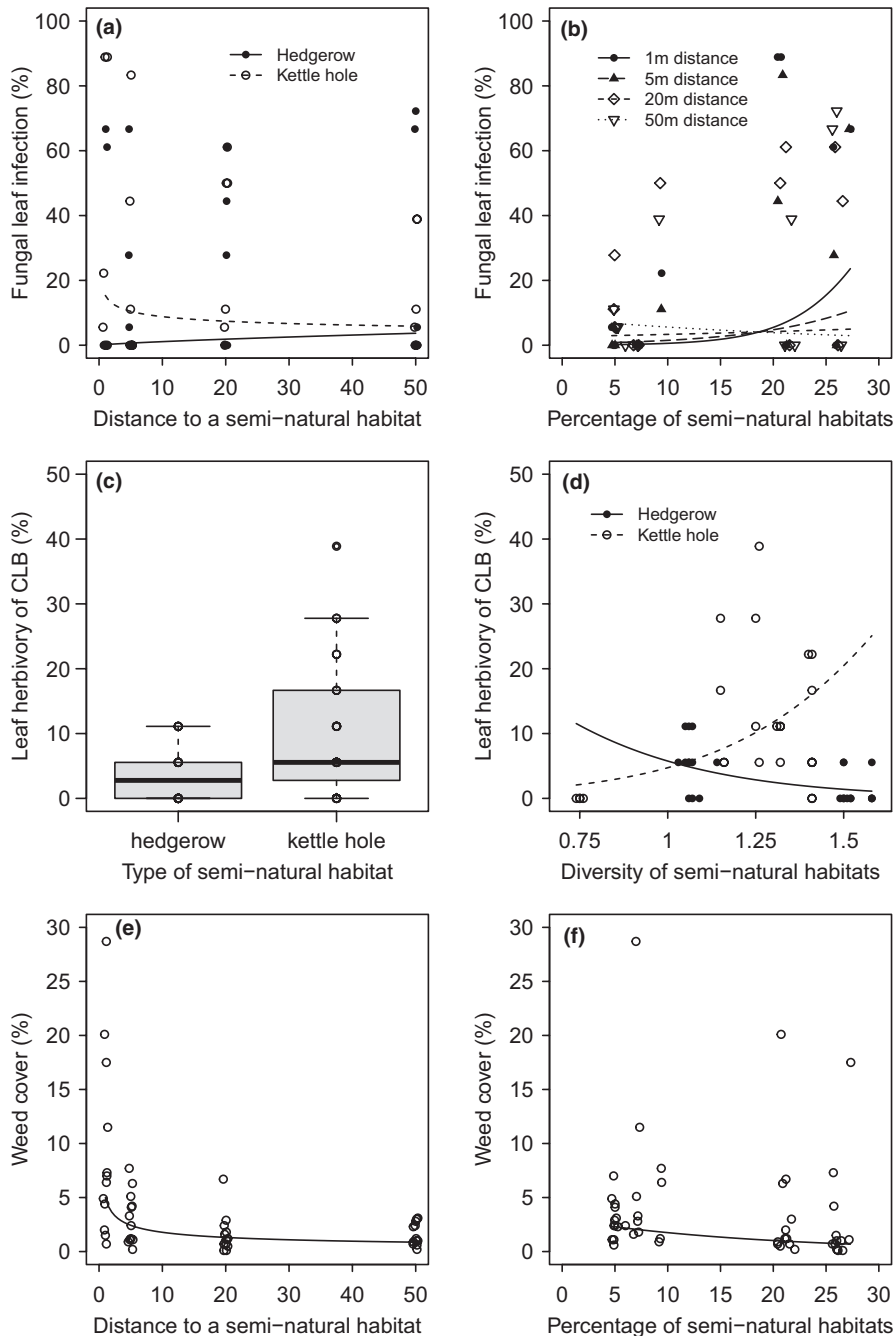 (a)
Hedgerow
Kettle hole
Fungal leaf infection (%)
100
80
60
40
20
0
0 10 20 30 40 50
Distance to a semi−natural habitat
(b)
1m distance
5m distance
20m distance
50m distance
Fungal leaf infection (%)
100
80
60
40
20
0
0 5 10 15 20 25 30
Percentage of semi−natural habitats
(c)
Leaf herbivory of CLB (%)
50
40
30
20
10
0
hedgerow kettle hole
Type of semi−natural habitat
(d)
Hedgerow
Kettle hole
Leaf herbivory of CLB (%)
50
40
30
20
10
0
0.75 1 1.25 1.5
Diversity of semi−natural habitats
(e)
Weed cover (%)
30
25
20
15
10
5
0
0 10 20 30 40 50
Distance to a semi−natural habitat
(f)
Weed cover (%)
30
25
20
15
10
5
0
0 5 10 15 20 25 30
Percentage of semi−natural habitats